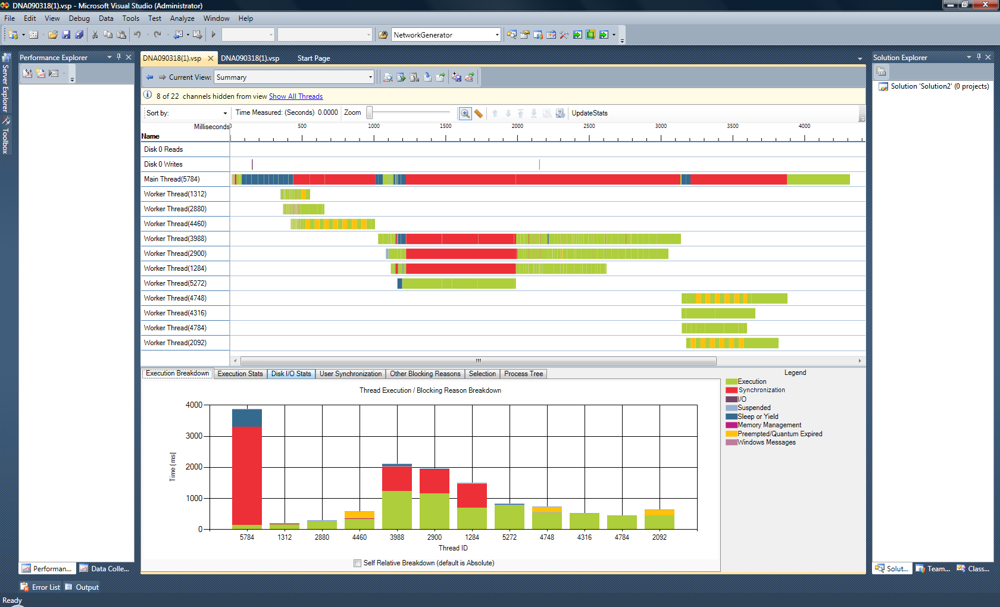 DNA090318(1).vsp - Microsoft Visual Studio (Administrator)
File Edit View Debug Data Tools Test Analyze Window Help
NetworkGenerator
Server Explorer
Toolbox
Performance Explorer
DNA090318(1).vsp DNA090318(1).vsp Start Page
Solution Explorer
Current View: Summary
Solution 'Solution2' (0 projects)
8 of 22 channels hidden from view Show All Threads
Sort by: Time Measured: (Seconds) 0.0000 Zoom UpdateStats
Milliseconds 0 500 1000 1500 2000 2500 3000 3500 4000
Name
Disk 0 Reads
Disk 0 Writes
Main Thread(5784)
Worker Thread(1312)
Worker Thread(2880)
Worker Thread(4460)
Worker Thread(3988)
Worker Thread(2900)
Worker Thread(1284)
Worker Thread(5272)
Worker Thread(4748)
Worker Thread(4316)
Worker Thread(4784)
Worker Thread(2092)
Execution Breakdown Execution Stats Disk I/O Stats User Synchronization Other Blocking Reasons Selection Process Tree
Thread Execution / Blocking Reason Breakdown
4000
3000
2000
1000
0
Time (ms)
5784 1312 2880 4460 3988 2900 1284 5272 4748 4316 4784 2092
Thread ID
Self Relative Breakdown (default is Absolute)
Legend
Execution
Synchronization
I/O
Suspended
Sleep or Yield
Memory Management
Preempted/Quantum Expired
Windows Messages
Performan... Data Colle...
Solut... Team... Class...
Error List Output
Ready